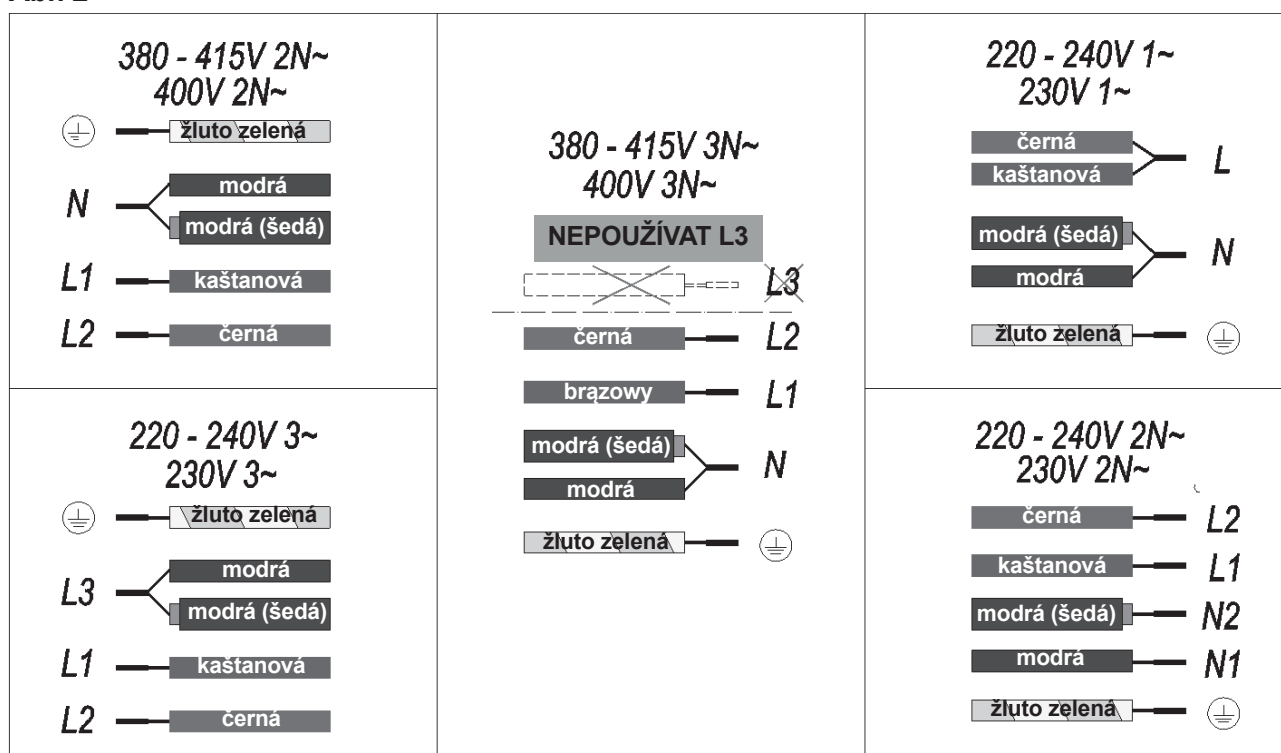 380 - 415V 2N~
400V 2N~
žluto zelená
N
modrá
modrá (šedá)
L1 kaštanová
L2 černá
220 - 240V 3~
230V 3~
žluto zelená
L3
modrá
modrá (šedá)
L1 kaštanová
L2 černá
380 - 415V 3N~
400V 3N~
NEPOUŽÍVAT L3
L3
černá L2
brązowy L1
modrá (šedá)
N
modrá
žluto zelená
220 - 240V 1~
230V 1~
černá
L
kaštanová
modrá (šedá)
N
modrá
žluto zelená
220 - 240V 2N~
230V 2N~
černá L2
kaštanová L1
modrá (šedá) N2
modrá N1
žluto zelená